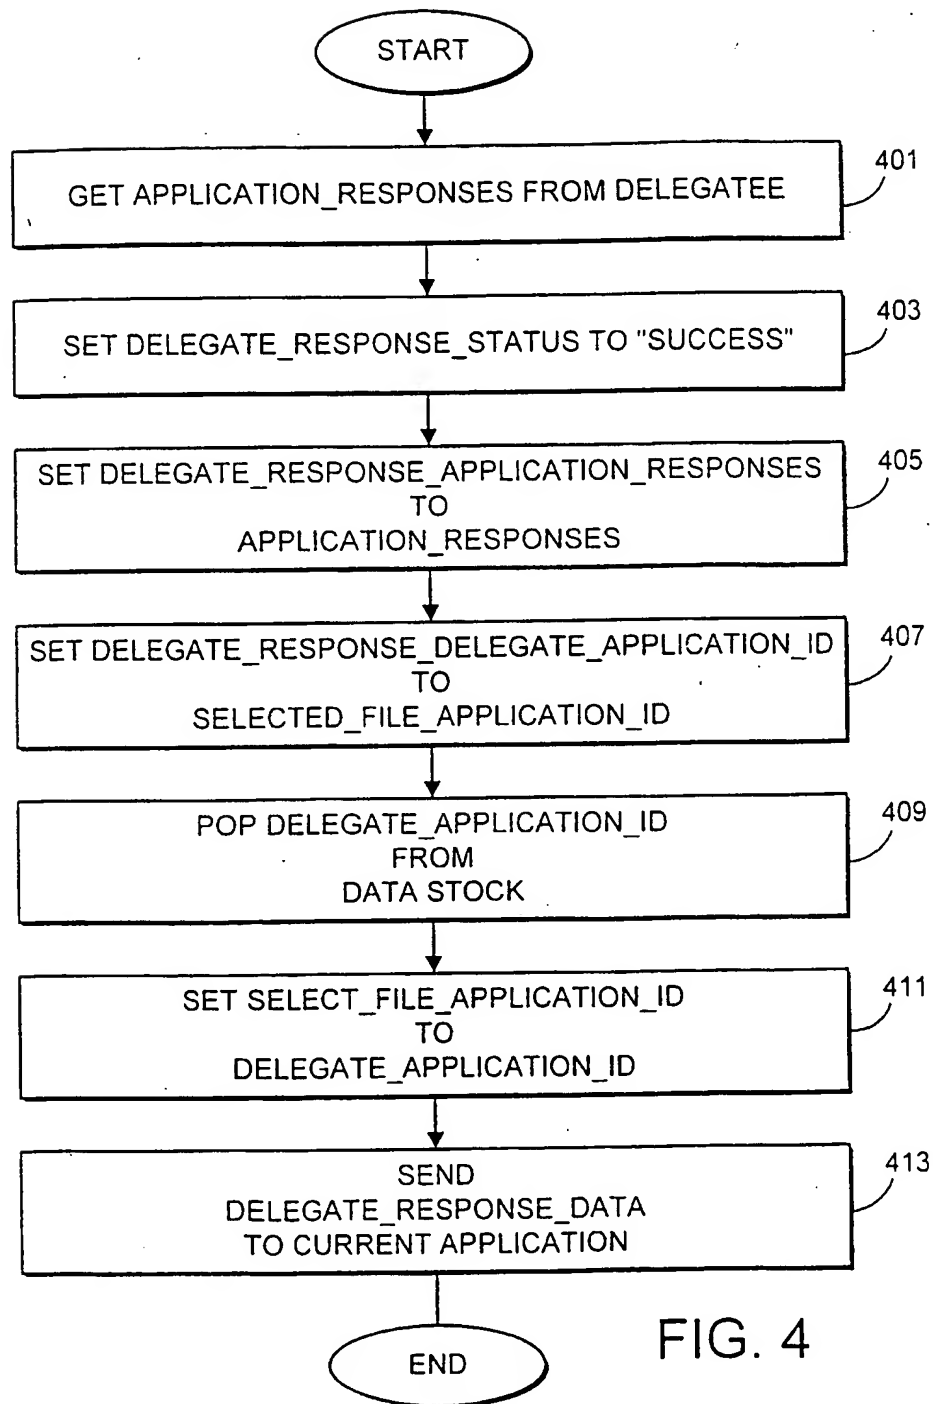 START
GET APPLICATION_RESPONSES FROM DELEGATEE
401
SET DELEGATE_RESPONSE_STATUS TO "SUCCESS"
403
SET DELEGATE_RESPONSE_APPLICATION_RESPONSES
TO
APPLICATION_RESPONSES
405
SET DELEGATE_RESPONSE_DELEGATE_APPLICATION_ID
TO
SELECTED_FILE_APPLICATION_ID
407
POP DELEGATE_APPLICATION_ID
FROM
DATA STOCK
409
SET SELECT_FILE_APPLICATION_ID
TO
DELEGATE_APPLICATION_ID
411
SEND
DELEGATE_RESPONSE_DATA
TO CURRENT APPLICATION
413
END
FIG. 4